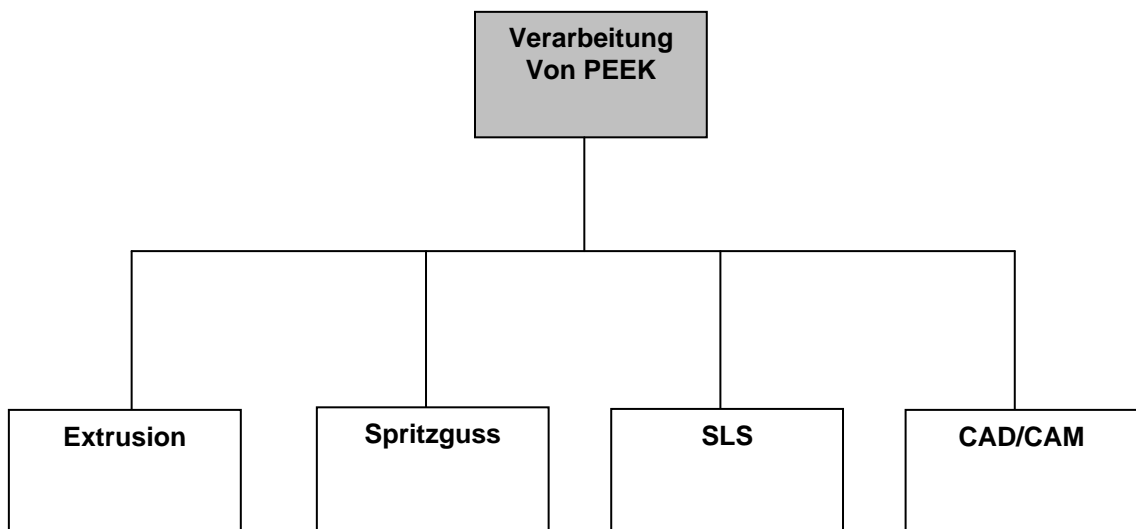 Verarbeitung
Von PEEK
Extrusion
Spritzguss
SLS
CAD/CAM